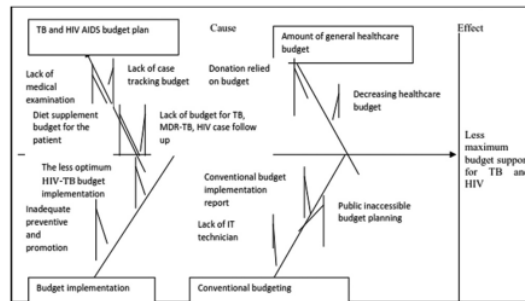 TB and HIV AIDS budget plan
Cause
Amount of general healthcare
budget
Effect
Lack of
medical
examination
Lack of case
tracking budget
Donation relied
on budget
Decreasing healthcare
budget
Diet supplement
budget for the
patient
Lack of budget for TB,
MDR-TB, HIV case follow
up
Less
maximum
budget support
for TB and
HIV
The less optimum
HIV-TB budget
implementation
Conventional budget
implementation
report
Inadequate
preventive
and
promotion
Lack of IT
technician
Public inaccessible
budget planning
Budget implementation
Conventional budgeting